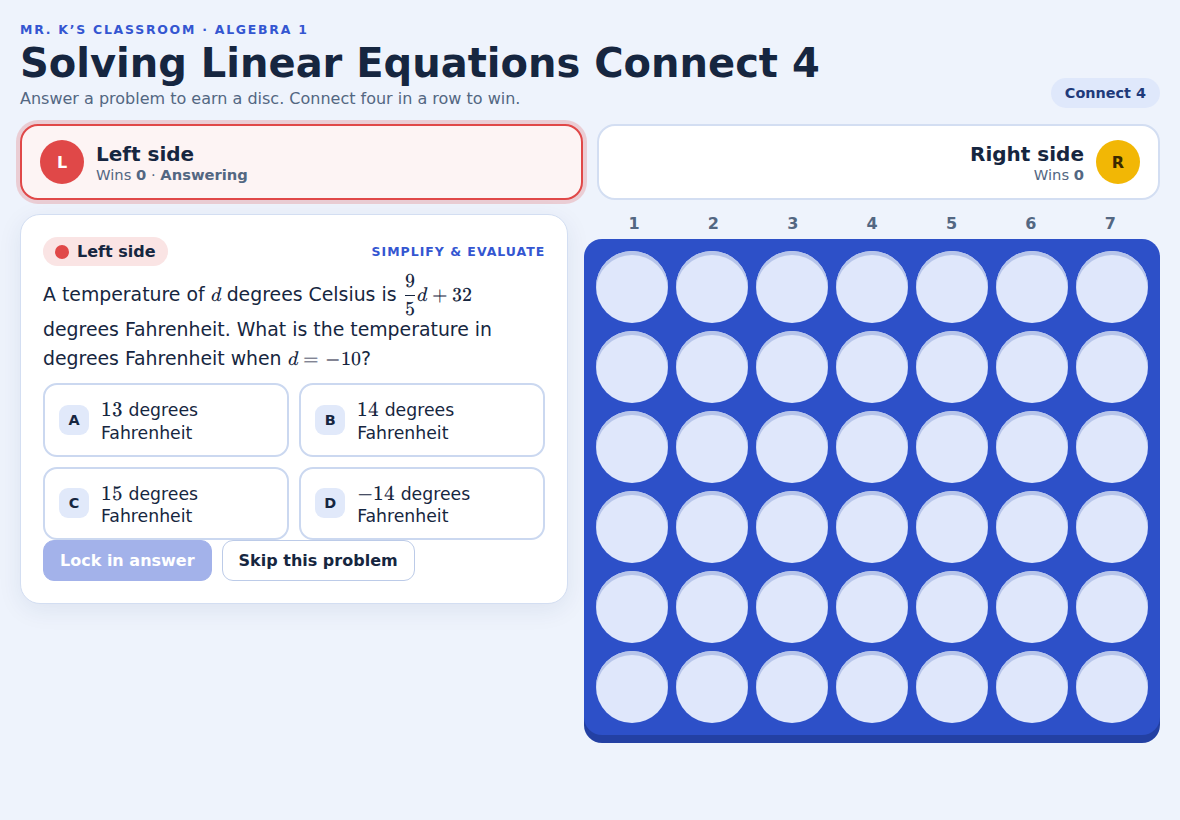 MR. K’S CLASSROOM · ALGEBRA 1
Solving Linear Equations Connect 4
Answer a problem to earn a disc. Connect four in a row to win.
Connect 4
L
Left side
Wins 0 · Answering
Right side
Wins 0
R
Left side
SIMPLIFY & EVALUATE
A temperature of d degrees Celsius is 9/5 d + 32
degrees Fahrenheit. What is the temperature in
degrees Fahrenheit when d = −10?
A 13 degrees
Fahrenheit
B 14 degrees
Fahrenheit
C 15 degrees
Fahrenheit
D −14 degrees
Fahrenheit
Lock in answer
Skip this problem
1 2 3 4 5 6 7